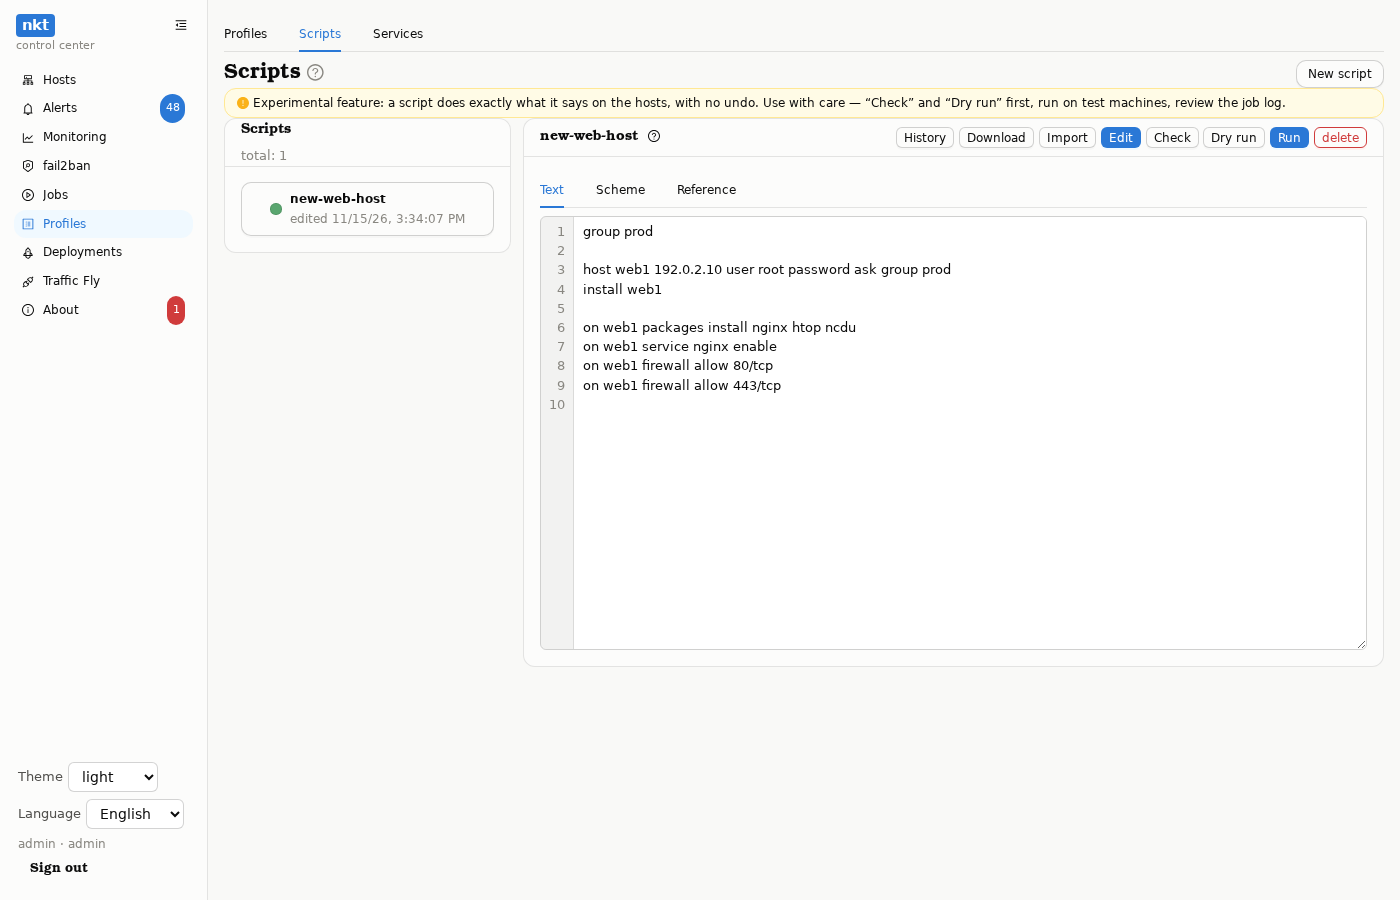 nkt
control center
Hosts
Alerts 48
Monitoring
fail2ban
Jobs
Profiles
Deployments
Traffic Fly
About 1
Theme light
Language English
admin · admin
Sign out
Profiles Scripts Services
Scripts ?
New script
! Experimental feature: a script does exactly what it says on the hosts, with no undo. Use with care — “Check” and “Dry run” first, run on test machines, review the job log.
Scripts
total: 1
new-web-host
edited 11/15/26, 3:34:07 PM
new-web-host ?
History Download Import Edit Check Dry run Run delete
Text Scheme Reference
1 group prod
2
3 host web1 192.0.2.10 user root password ask group prod
4 install web1
5
6 on web1 packages install nginx htop ncdu
7 on web1 service nginx enable
8 on web1 firewall allow 80/tcp
9 on web1 firewall allow 443/tcp
10